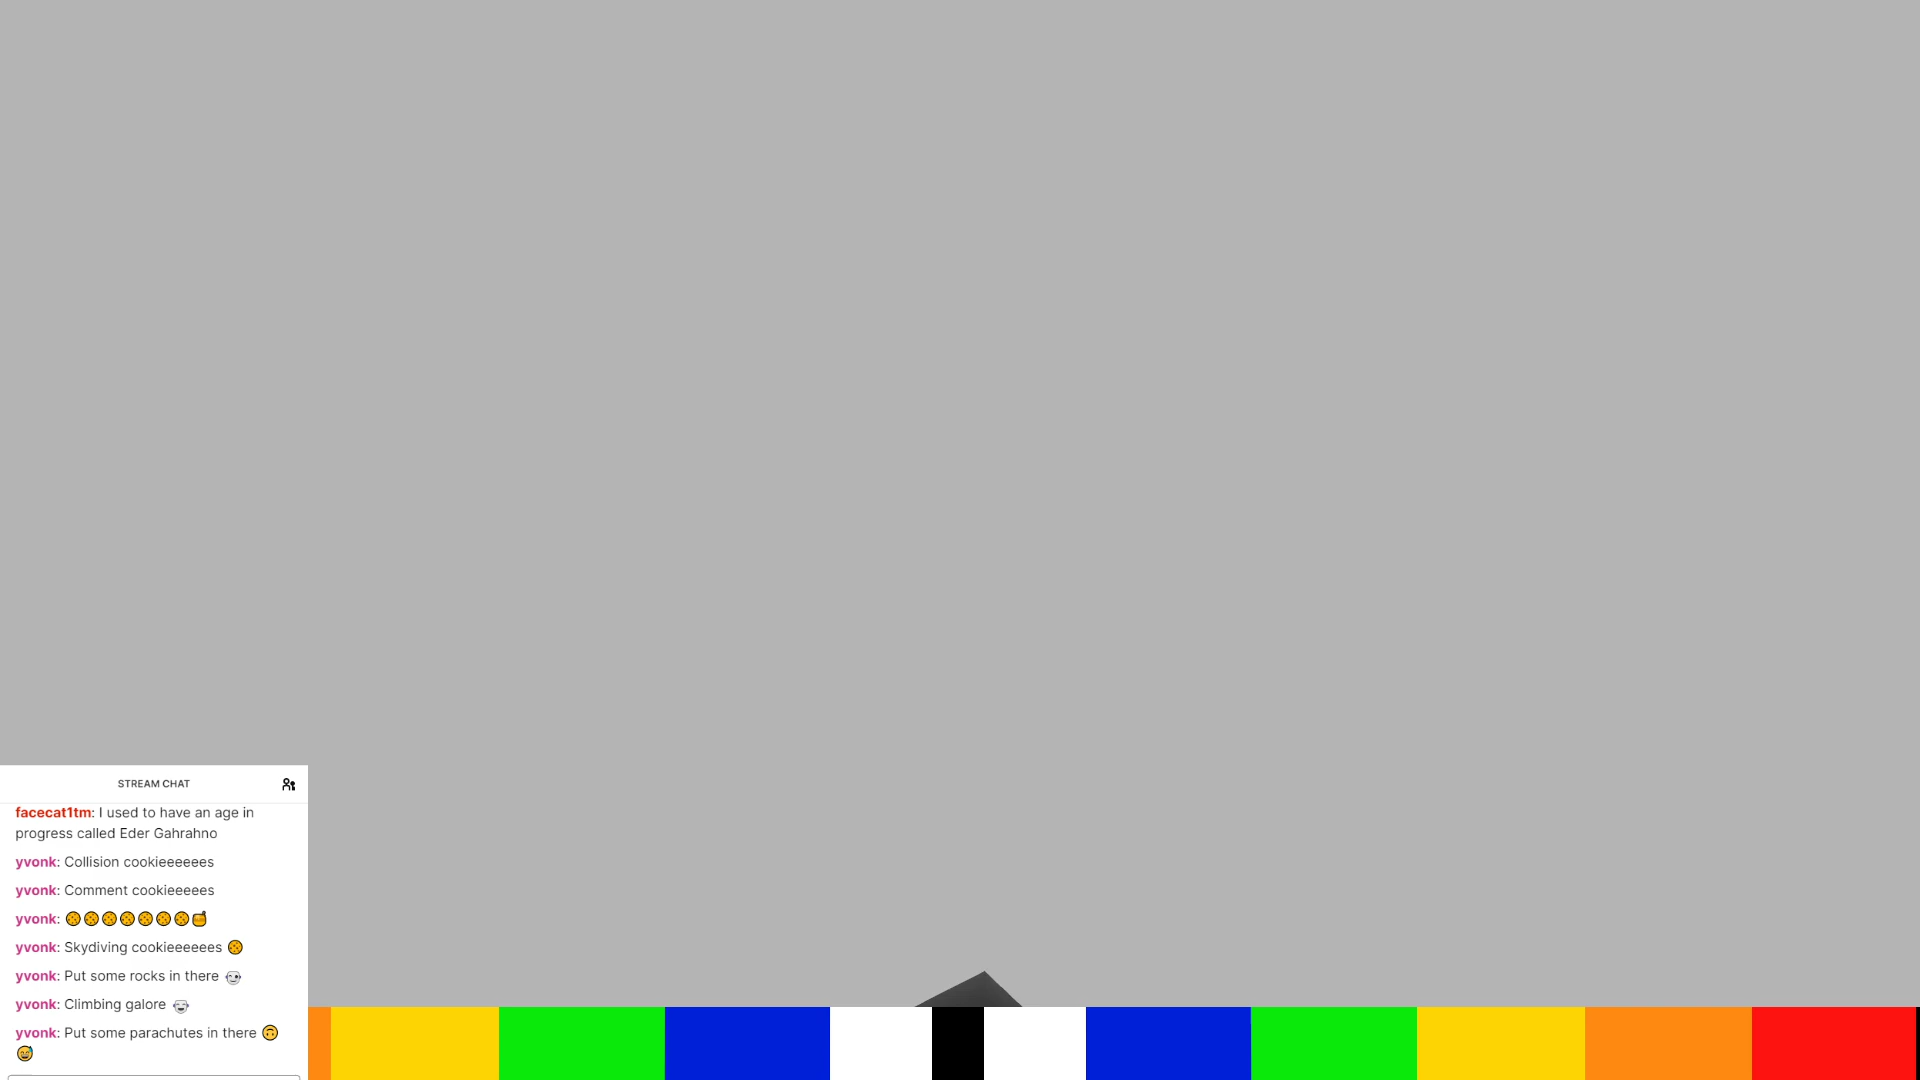 STREAM CHAT
facecat1tm: I used to have an age in
progress called Eder Gahrahno
yvonk: Collision cookieeeeees
yvonk: Comment cookieeeees
yvonk: 🍪🍪🍪🍪🍪🍪🍪🍯
yvonk: Skydiving cookieeeeees 🍪
yvonk: Put some rocks in there
yvonk: Climbing galore
yvonk: Put some parachutes in there 🙃
😅